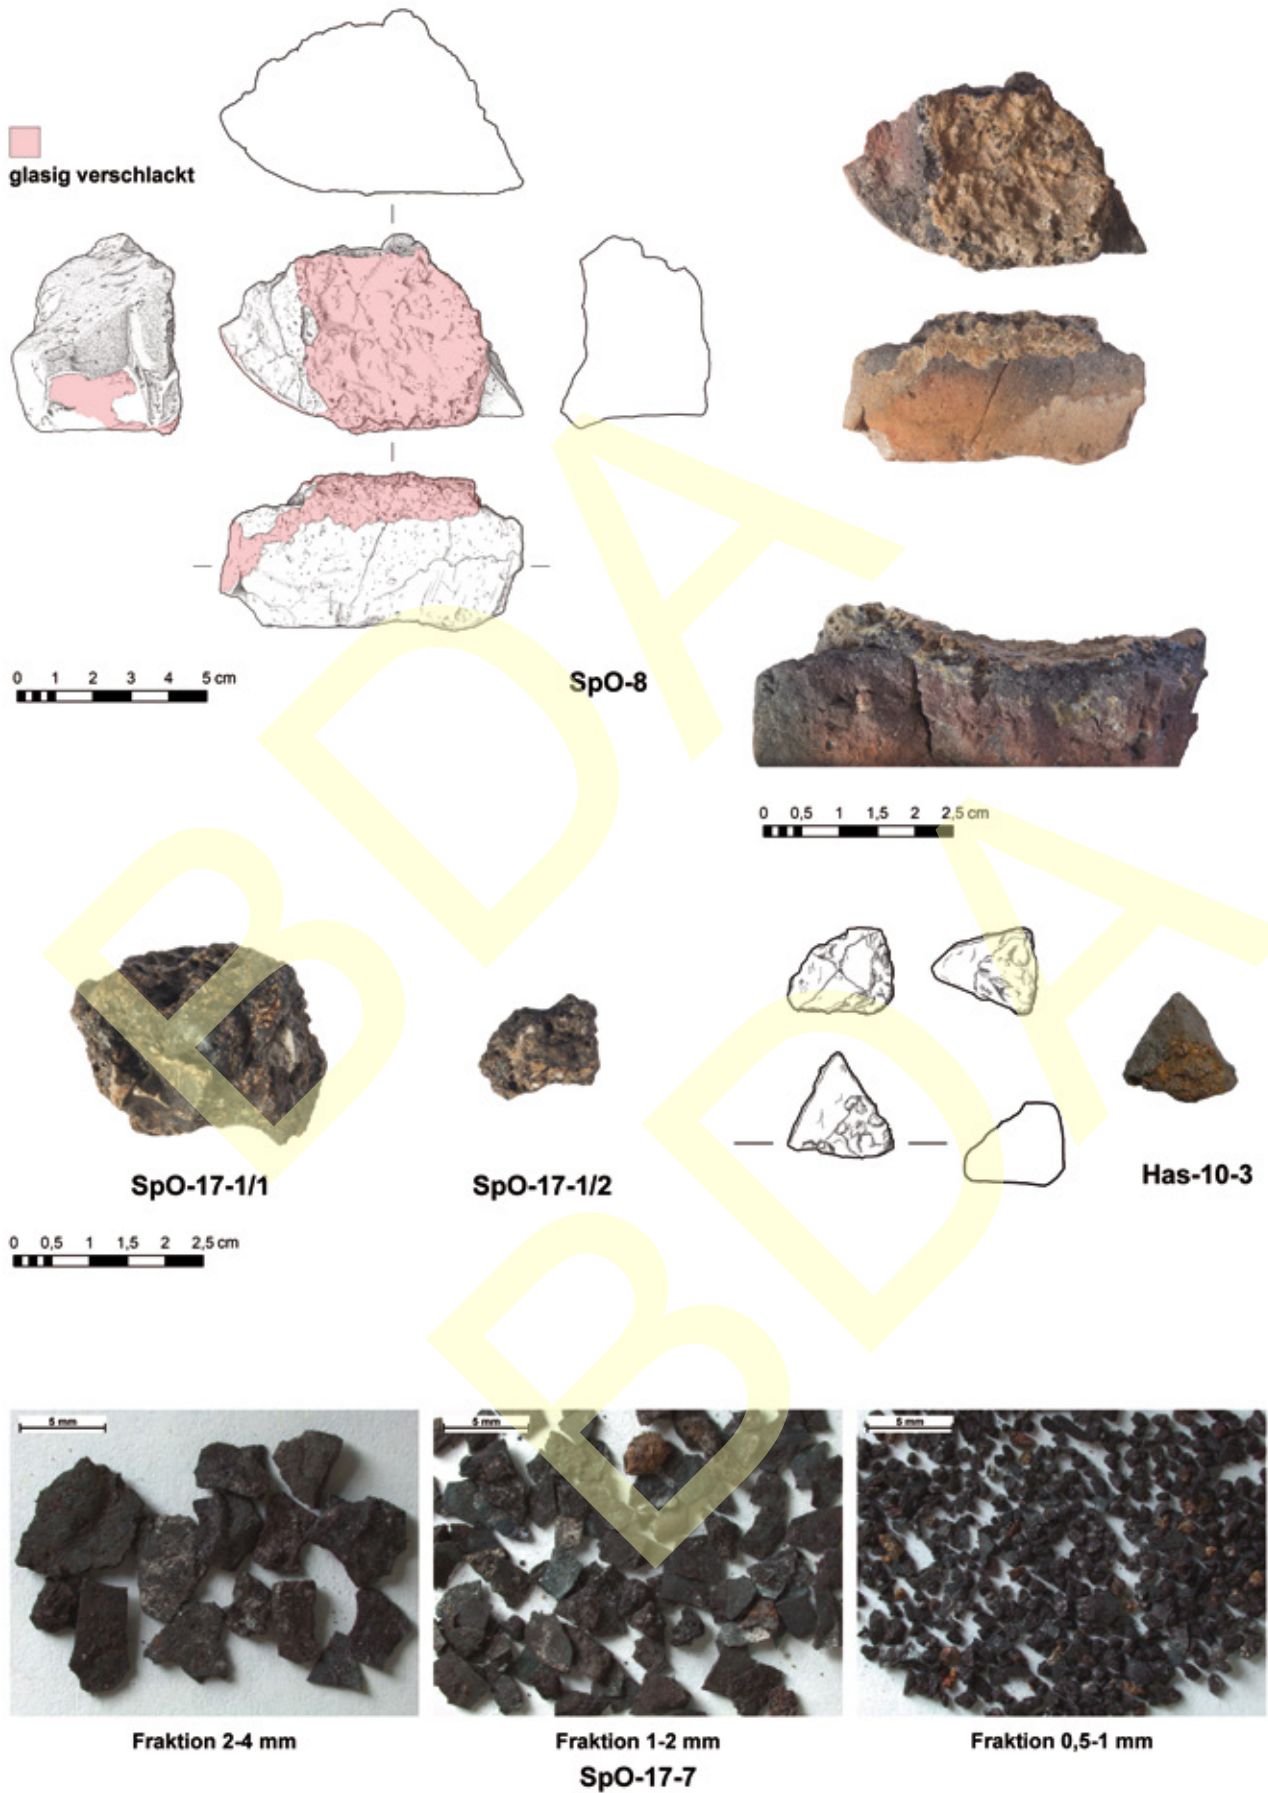 glasig verschlackt
0 1 2 3 4 5 cm
SpO-8
0 0,5 1 1,5 2 2,5 cm
SpO-17-1/1
SpO-17-1/2
Has-10-3
0 0,5 1 1,5 2 2,5 cm
5 mm
5 mm
5 mm
Fraktion 2-4 mm
Fraktion 1-2 mm
Fraktion 0,5-1 mm
SpO-17-7
BDA
BDA